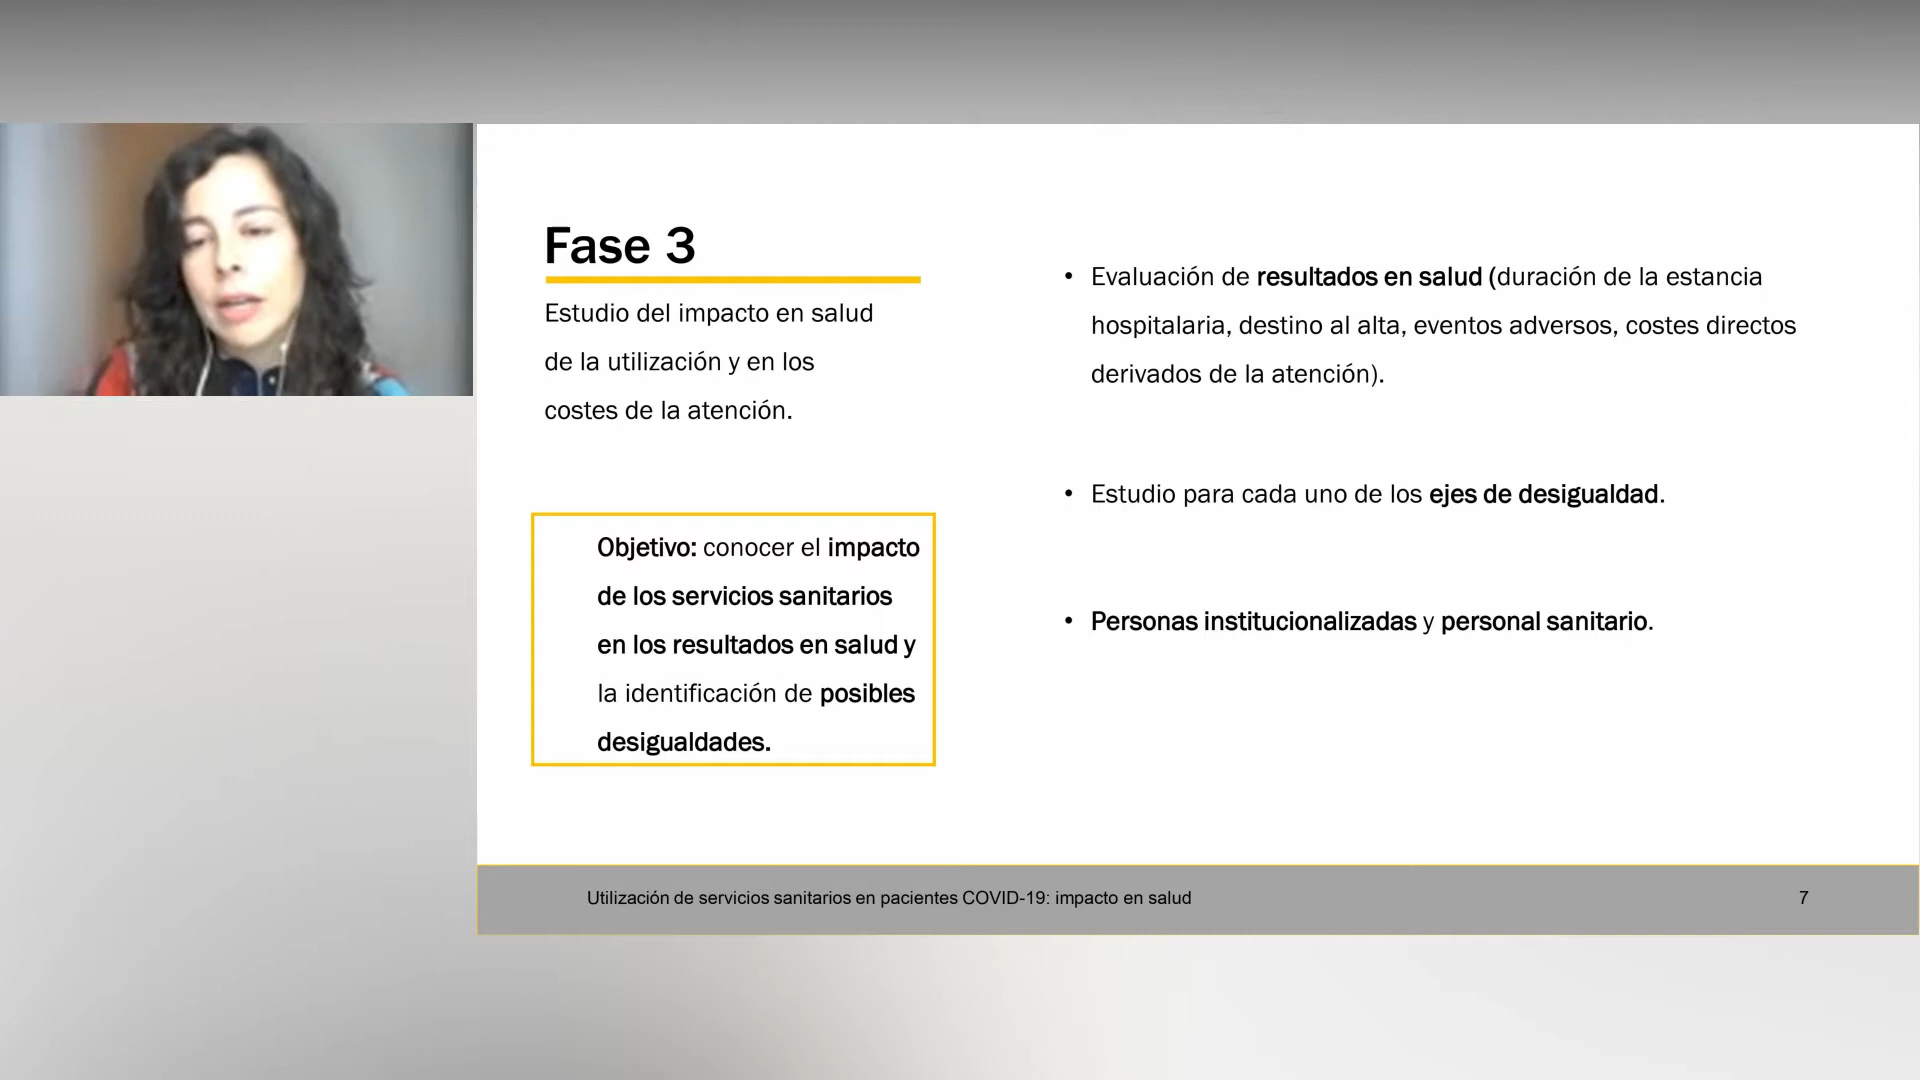 Fase 3
Estudio del impacto en salud
de la utilización y en los
costes de la atención.
Objetivo: conocer el impacto
de los servicios sanitarios
en los resultados en salud y
la identificación de posibles
desigualdades.
• Evaluación de resultados en salud (duración de la estancia
hospitalaria, destino al alta, eventos adversos, costes directos
derivados de la atención).
• Estudio para cada uno de los ejes de desigualdad.
• Personas institucionalizadas y personal sanitario.
Utilización de servicios sanitarios en pacientes COVID-19: impacto en salud
7